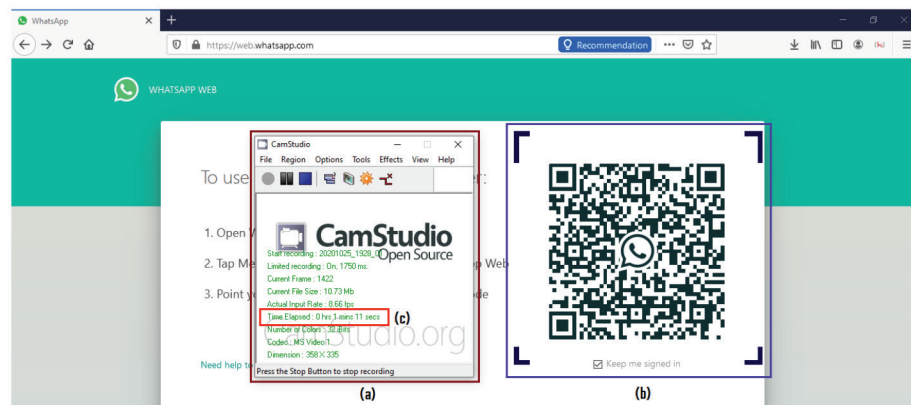 WhatsApp
https://web.whatsapp.com
Recommendation
WHATSAPP WEB
To use
r:
1. Open
2. Tap Me
p Web
3. Point y
de
Need help to
CamStudio
File Region Options Tools Effects View Help
CamStudio
Open Source
Start recording : 20201025_1928_0
Limited recording : On, 1750 ms.
Current Frame : 1422
Current File Size : 10.73 Mb
Actual Input Rate : 8.66 fps
Time Elapsed : 0 hrs 1 mins 11 secs
(c)
Number of Colors : 32 Bits
Codec : MS Video 1
CamStudio.org
Dimension : 358 X 335
Press the Stop Button to stop recording
Keep me signed in
(a)
(b)